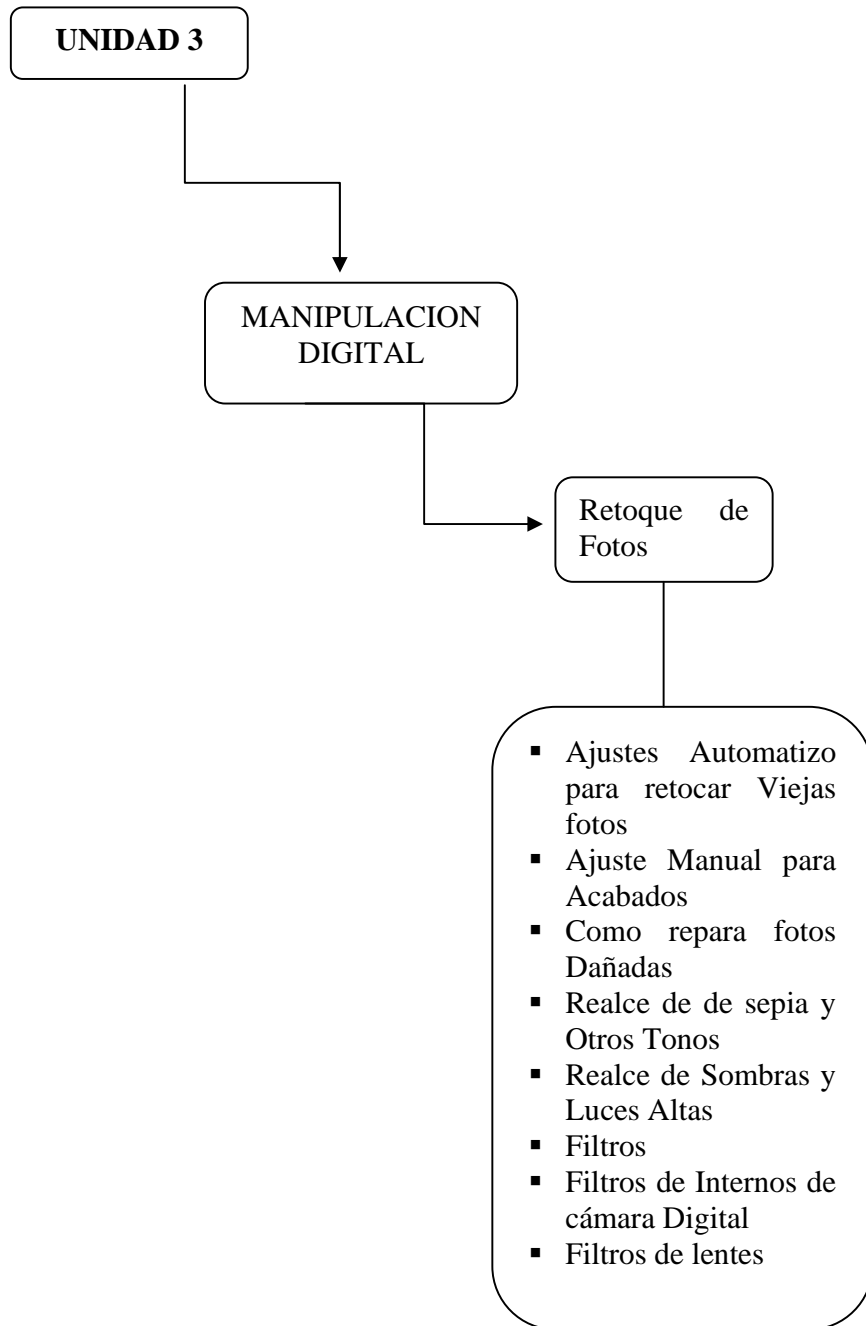 UNIDAD 3
MANIPULACION
DIGITAL
Retoque de
Fotos
▪ Ajustes Automatizo
para retocar Viejas
fotos
▪ Ajuste Manual para
Acabados
▪ Como repara fotos
Dañadas
▪ Realce de de sepia y
Otros Tonos
▪ Realce de Sombras y
Luces Altas
▪ Filtros
▪ Filtros de Internos de
cámara Digital
▪ Filtros de lentes